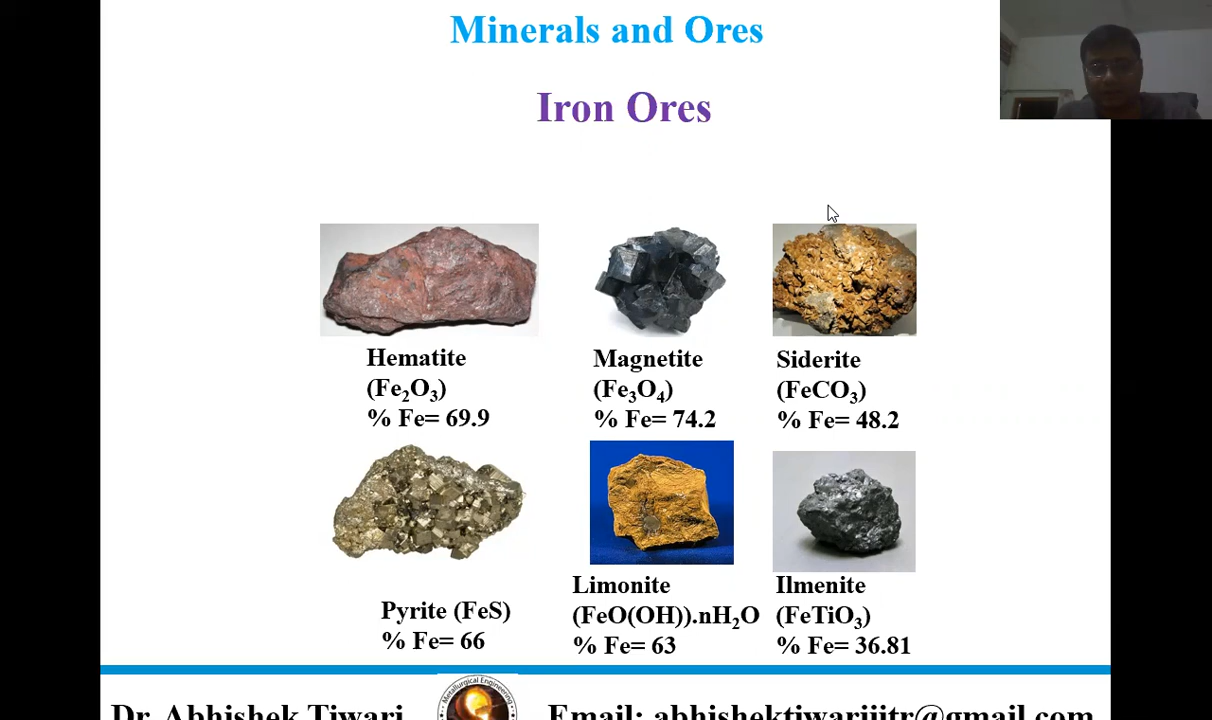 Minerals and Ores
Iron Ores
Hematite
(Fe₂O₃)
% Fe= 69.9
Magnetite
(Fe₃O₄)
% Fe= 74.2
Siderite
(FeCO₃)
% Fe= 48.2
Pyrite (FeS)
% Fe= 66
Limonite
(FeO(OH)).nH₂O
% Fe= 63
Ilmenite
(FeTiO₃)
% Fe= 36.81
Dr. Abhishek Tiwari
Metallurgical Engineering
Email: abhishektiwariiitr@gmail.com